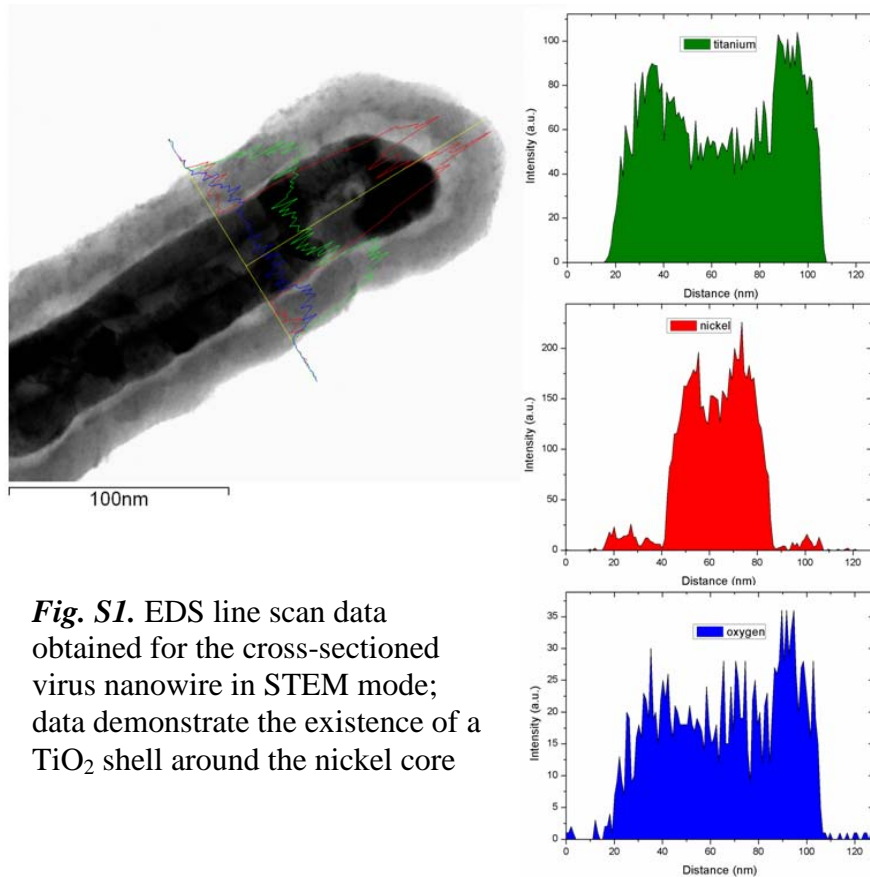 100nm
Fig. S1. EDS line scan data
obtained for the cross-sectioned
virus nanowire in STEM mode;
data demonstrate the existence of a
TiO₂ shell around the nickel core
titanium
Intensity (a.u.)
100
80
60
40
20
0
0 20 40 60 80 100 120
Distance (nm)
nickel
Intensity (a.u.)
200
150
100
50
0
0 20 40 60 80 100 120
Distance (nm)
oxygen
Intensity (a.u.)
35
30
25
20
15
10
5
0
0 20 40 60 80 100 120
Distance (nm)